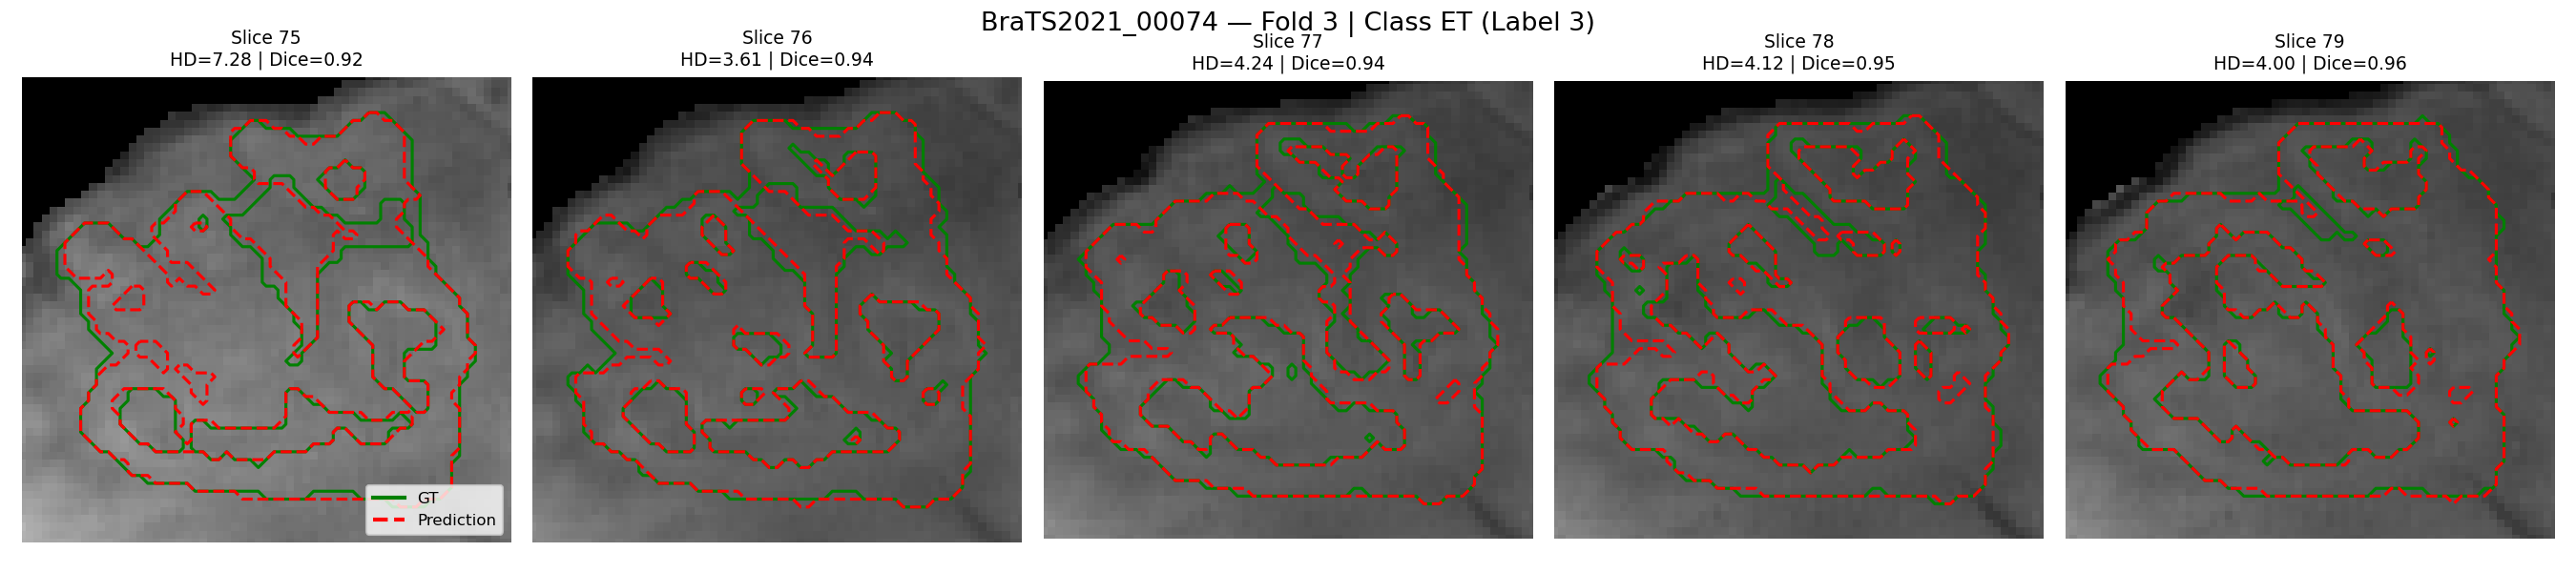 BraTS2021_00074 — Fold 3 | Class ET (Label 3)
Slice 75
HD=7.28 | Dice=0.92
Slice 76
HD=3.61 | Dice=0.94
Slice 77
HD=4.24 | Dice=0.94
Slice 78
HD=4.12 | Dice=0.95
Slice 79
HD=4.00 | Dice=0.96
GT
Prediction